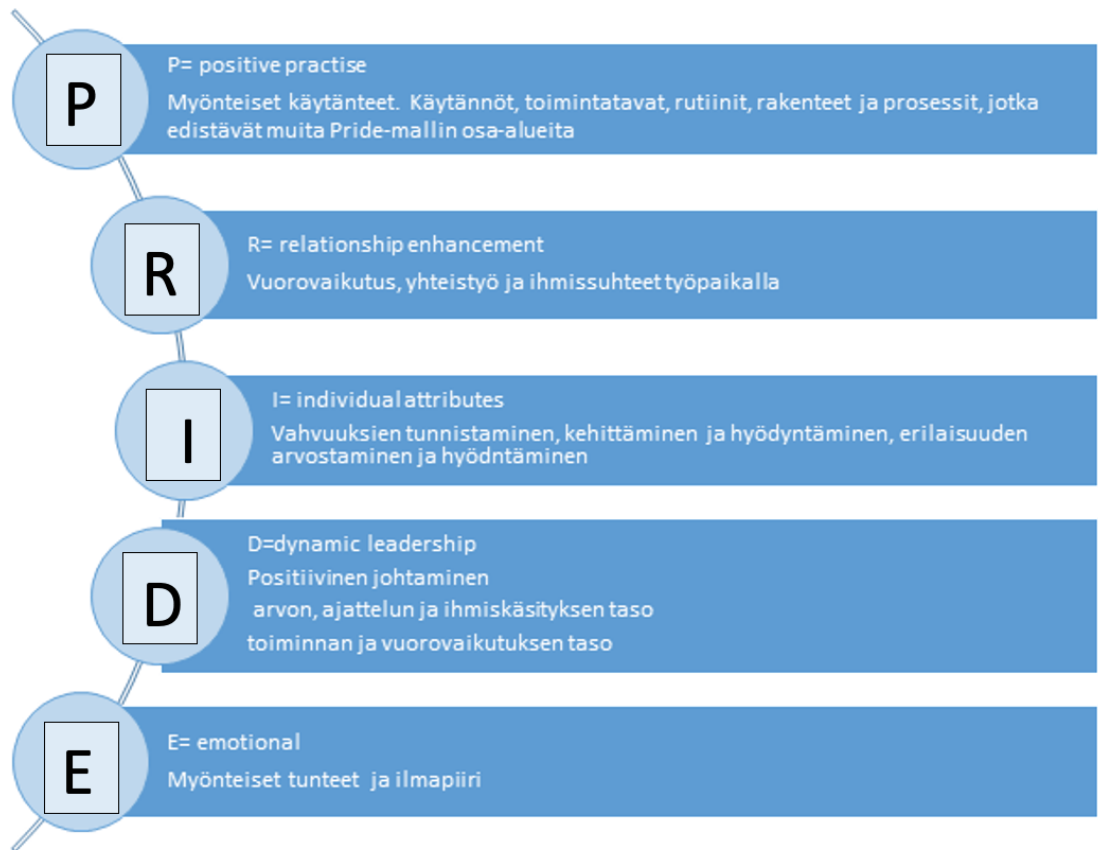 P
P= positive practise
Myönteiset käytänteet. Käytännöt, toimintatavat, rutiinit, rakenteet ja prosessit, jotka
edistävät muita Pride-mallin osa-alueita
R
R= relationship enhancement
Vuorovaikutus, yhteistyö ja ihmissuhteet työpaikalla
I
I= individual attributes
Vahvuuksien tunnistaminen, kehittäminen ja hyödyntäminen, erilaisuuden
arvostaminen ja hyödntäminen
D
D=dynamic leadership
Positiivinen johtaminen
arvon, ajattelun ja ihmiskäsityksen taso
toiminnan ja vuorovaikutuksen taso
E
E= emotional
Myönteiset tunteet ja ilmapiiri